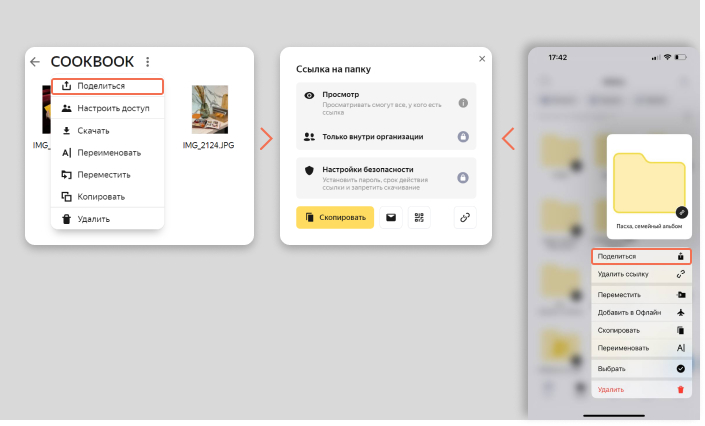 COOKBOOK
Поделиться
Настроить доступ
Скачать
Переименовать
Переместить
Копировать
Удалить
IMG_
IMG_2124.JPG
Ссылка на папку
Просмотр
Просматривать смогут все, у кого есть
ссылка
Только внутри организации
Настройки безопасности
Установить пароль, срок действия
ссылки и запретить скачивание
Скопировать
17:42
Пасха, семейный альбом
Поделиться
Удалить ссылку
Переместить
Добавить в Офлайн
Скопировать
Переименовать
Выбрать
Удалить